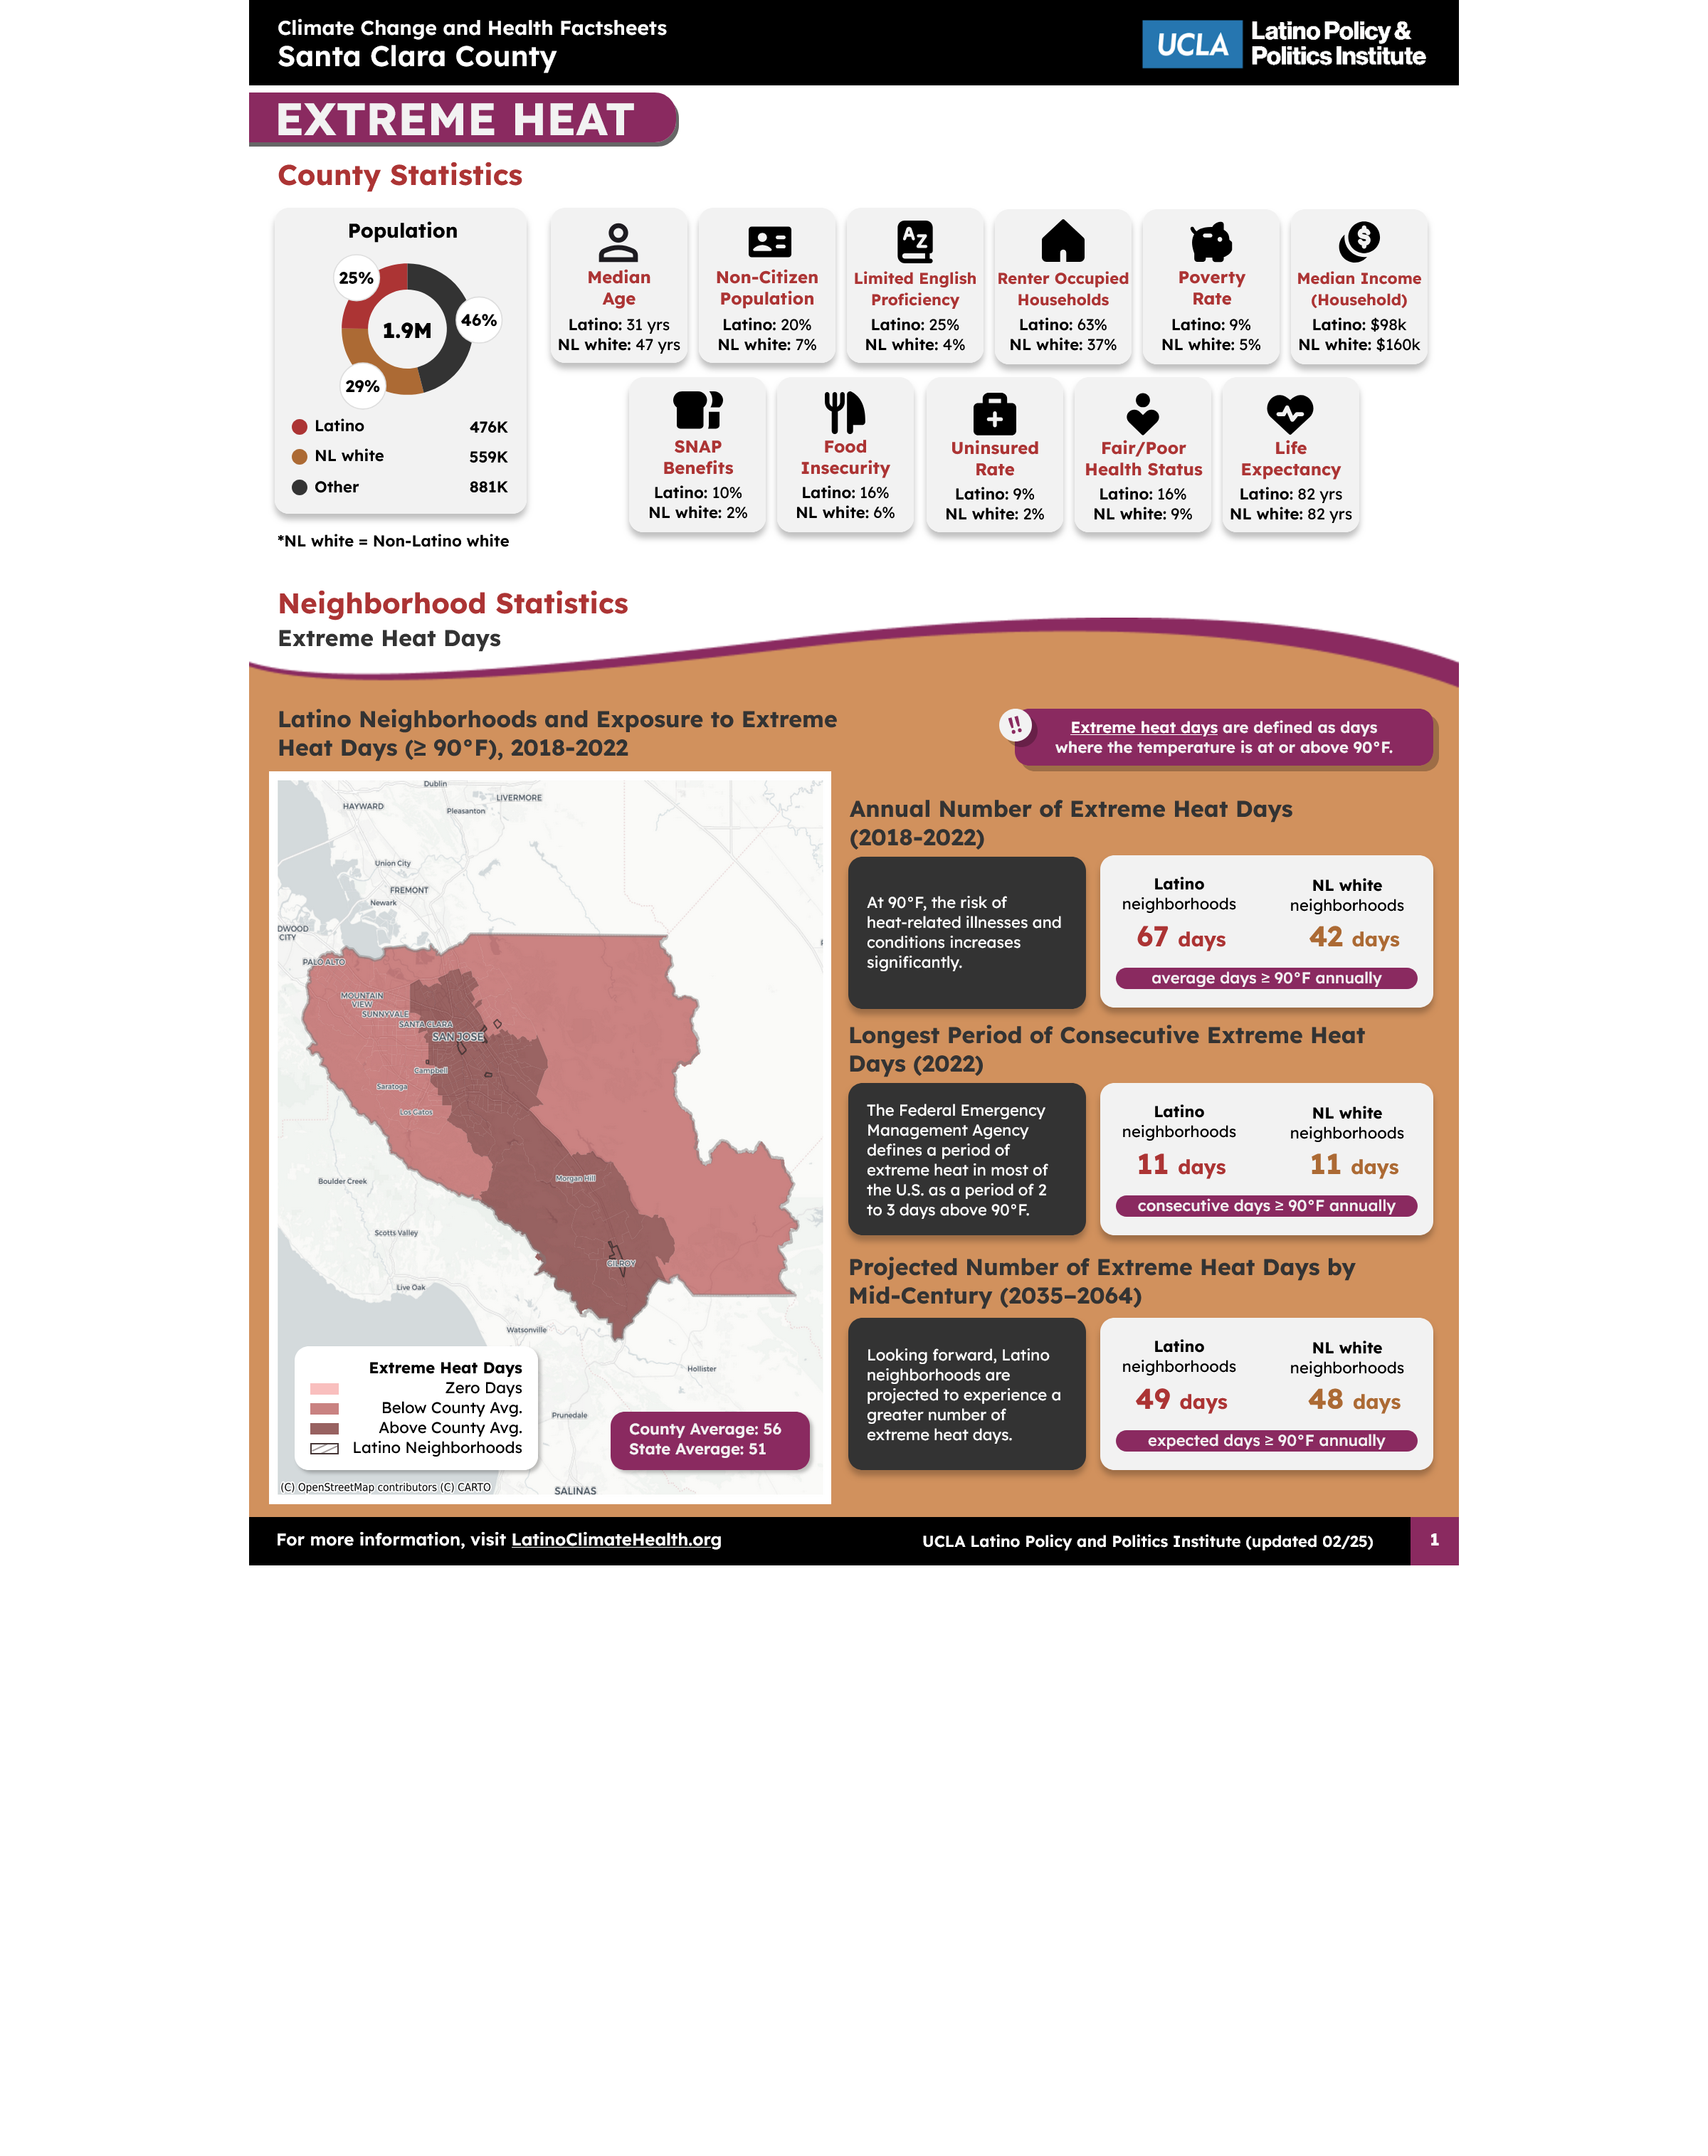 Climate Change and Health Factsheets
Santa Clara County
UCLA
Latino Policy &
Politics Institute
EXTREME HEAT
County Statistics
Population
25%
46%
1.9M
29%
Latino 476K
NL white 559K
Other 881K
*NL white = Non-Latino white
Median
Age
Latino: 31 yrs
NL white: 47 yrs
Non-Citizen
Population
Latino: 20%
NL white: 7%
AZ
Limited English
Proficiency
Latino: 25%
NL white: 4%
Renter Occupied
Households
Latino: 63%
NL white: 37%
Poverty
Rate
Latino: 9%
NL white: 5%
$
Median Income
(Household)
Latino: $98k
NL white: $160k
SNAP
Benefits
Latino: 10%
NL white: 2%
Food
Insecurity
Latino: 16%
NL white: 6%
Uninsured
Rate
Latino: 9%
NL white: 2%
Fair/Poor
Health Status
Latino: 16%
NL white: 9%
Life
Expectancy
Latino: 82 yrs
NL white: 82 yrs
Neighborhood Statistics
Extreme Heat Days
Latino Neighborhoods and Exposure to Extreme
Heat Days (≥ 90°F), 2018-2022
!!
Extreme heat days are defined as days
where the temperature is at or above 90°F.
Dublin
HAYWARD
LIVERMORE
Pleasanton
Union City
FREMONT
Newark
DWOOD
CITY
PALO ALTO
MOUNTAIN
VIEW
SUNNYVALE
SANTA CLARA
SAN JOSE
Campbell
Saratoga
Los Gatos
Morgan Hill
Boulder Creek
Scotts Valley
GILROY
Live Oak
Watsonville
Hollister
Prunedale
SALINAS
Extreme Heat Days
Zero Days
Below County Avg.
Above County Avg.
Latino Neighborhoods
County Average: 56
State Average: 51
(C) OpenStreetMap contributors (C) CARTO
Annual Number of Extreme Heat Days
(2018-2022)
At 90°F, the risk of
heat-related illnesses and
conditions increases
significantly.
Latino
neighborhoods
67 days
NL white
neighborhoods
42 days
average days ≥ 90°F annually
Longest Period of Consecutive Extreme Heat
Days (2022)
The Federal Emergency
Management Agency
defines a period of
extreme heat in most of
the U.S. as a period of 2
to 3 days above 90°F.
Latino
neighborhoods
11 days
NL white
neighborhoods
11 days
consecutive days ≥ 90°F annually
Projected Number of Extreme Heat Days by
Mid-Century (2035–2064)
Looking forward, Latino
neighborhoods are
projected to experience a
greater number of
extreme heat days.
Latino
neighborhoods
49 days
NL white
neighborhoods
48 days
expected days ≥ 90°F annually
For more information, visit LatinoClimateHealth.org
UCLA Latino Policy and Politics Institute (updated 02/25)
1